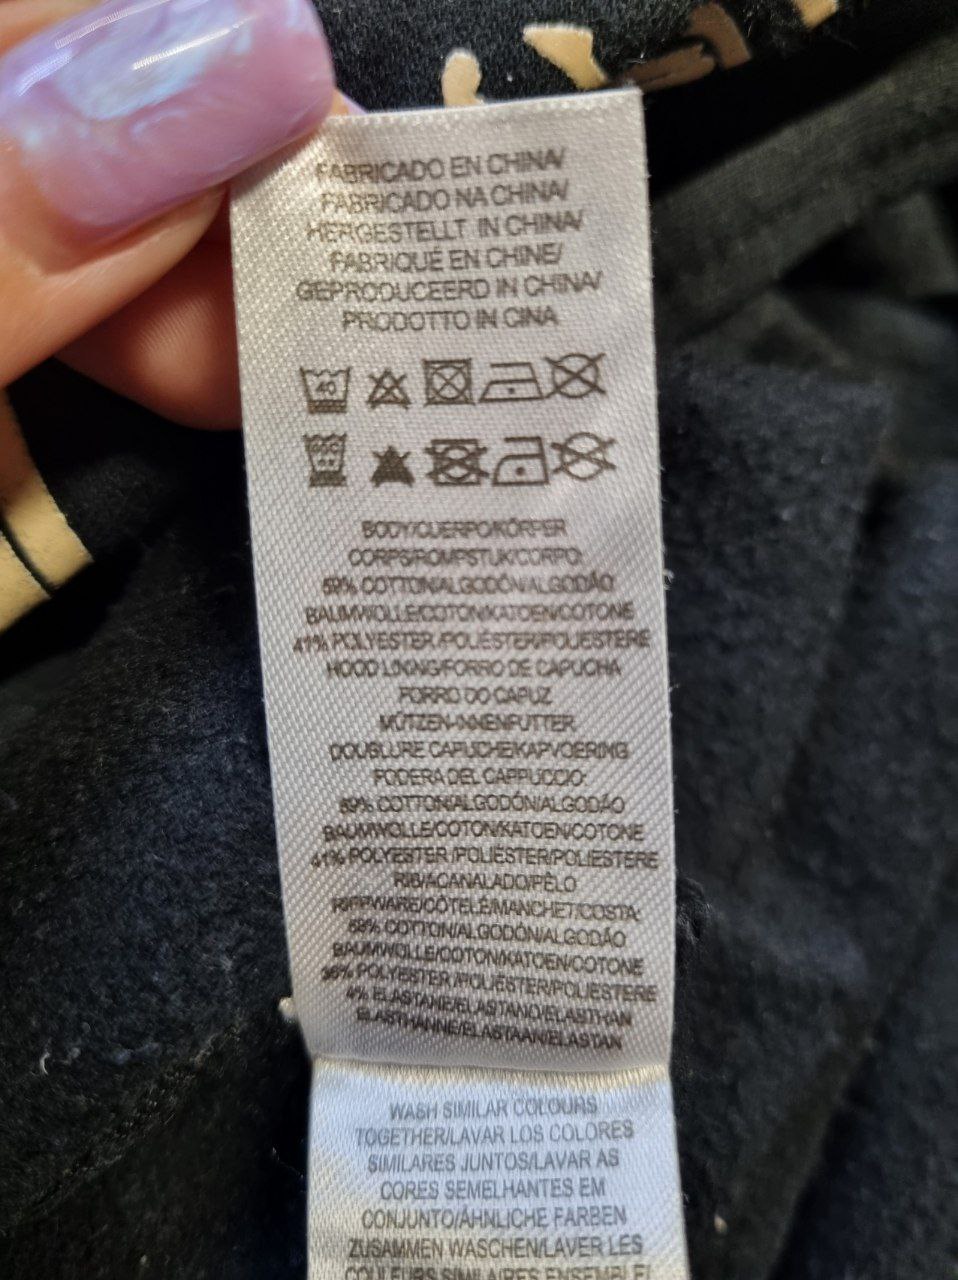 FABRICADO EN CHINA/
FABRICADO NA CHINA/
HERGESTELLT IN CHINA/
FABRIQUÉ EN CHINE/
GEPRODUCEERD IN CHINA/
PRODOTTO IN CINA
40
BODY/CUERPO/KÖRPER
CORPS/ROMPSTUK/CORPO:
59% COTTON/ALGODÓN/ALGODÃO
BAUMWOLLE/COTON/KATOEN/COTONE
41% POLYESTER/POLIÉSTER/POLIESTERE
HOOD LINING/FORRO DE CAPUCHA
FORRO DO CAPUZ
MÜTZEN-INNENFUTTER
DOUBLURE CAPUCHE/KAPVOERING
FODERA DEL CAPPUCCIO:
59% COTTON/ALGODÓN/ALGODÃO
BAUMWOLLE/COTON/KATOEN/COTONE
41% POLYESTER/POLIÉSTER/POLIESTERE
RIB/ACANALADO/PÊLO
RIPPWARE/CÔTELÉ/MANCHET/COSTA:
COTTON/ALGODÓN/ALGODÃO
BAUMWOLLE/COTON/KATOEN/COTONE
POLYESTER/POLIÉSTER/POLIESTERE
4% ELASTANE/ELASTANO/ELASTHAN
ELASTHANNE/ELASTAAN/ELASTAN
WASH SIMILAR COLOURS
TOGETHER/LAVAR LOS COLORES
SIMILARES JUNTOS/LAVAR AS
CORES SEMELHANTES EM
CONJUNTO/ÄHNLICHE FARBEN
ZUSAMMEN WASCHEN/LAVER LES
COULEURS SIMILAIRES ENSEMBLE/